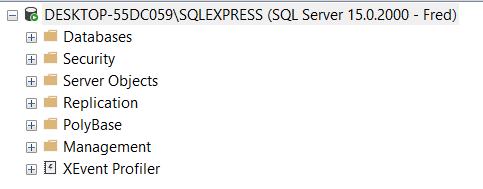 DESKTOP-55DC059\SQLEXPRESS (SQL Server 15.0.2000 - Fred)
Databases
Security
Server Objects
Replication
PolyBase
Management
XEvent Profiler